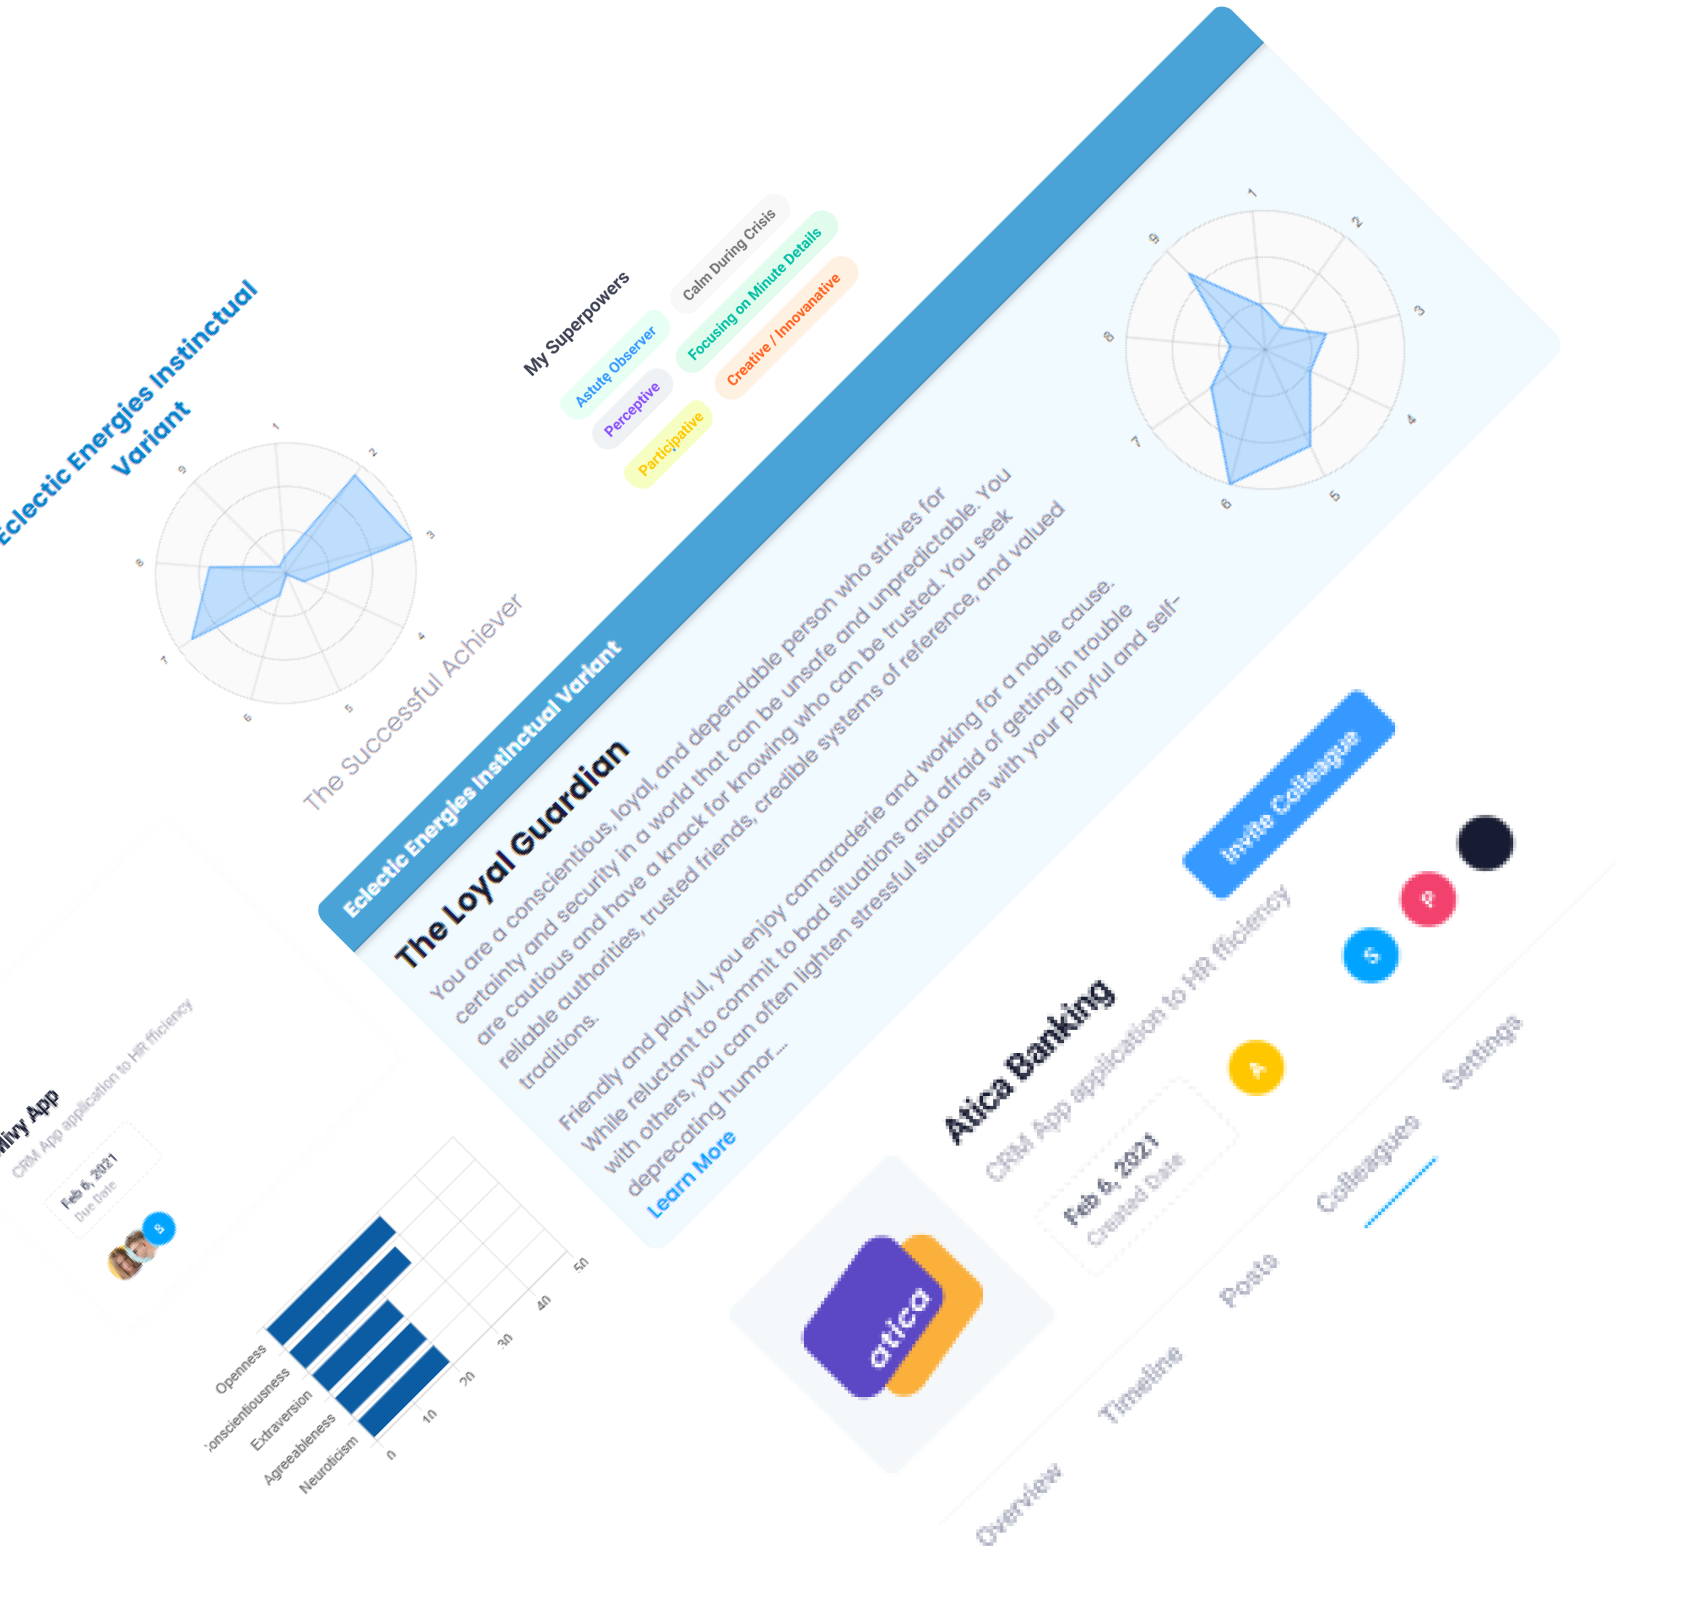 Eclectic Energies Instinctual
Variant
1
2
3
4
5
6
7
8
9
The Successful Achiever
My Superpowers
Astute Observer
Calm During Crisis
Perceptive
Focusing on Minute Details
Participative
Creative / Innovanative
Eclectic Energies Instinctual Variant
The Loyal Guardian
You are a conscientious, loyal, and dependable person who strives for
certainty and security in a world that can be unsafe and unpredictable. You
are cautious and have a knack for knowing who can be trusted. You seek
reliable authorities, trusted friends, credible systems of reference, and valued
traditions.
Friendly and playful, you enjoy camaraderie and working for a noble cause.
While reluctant to commit to bad situations and afraid of getting in trouble
with others, you can often lighten stressful situations with your playful and self-
deprecating humor....
Learn More
1
2
3
4
5
6
7
8
9
Mivy App
CRM App application to HR fficiency
Feb 6, 2021
Due Date
S
Openness
onscientiousness
Extraversion
Agreeableness
Neuroticism
0
10
20
30
40
50
atica
Atica Banking
CRM App application to HR fficiency
Invite Colleague
Feb 6, 2021
Created Date
A
S
P
Overview
Timeline
Posts
Colleagues
Settings